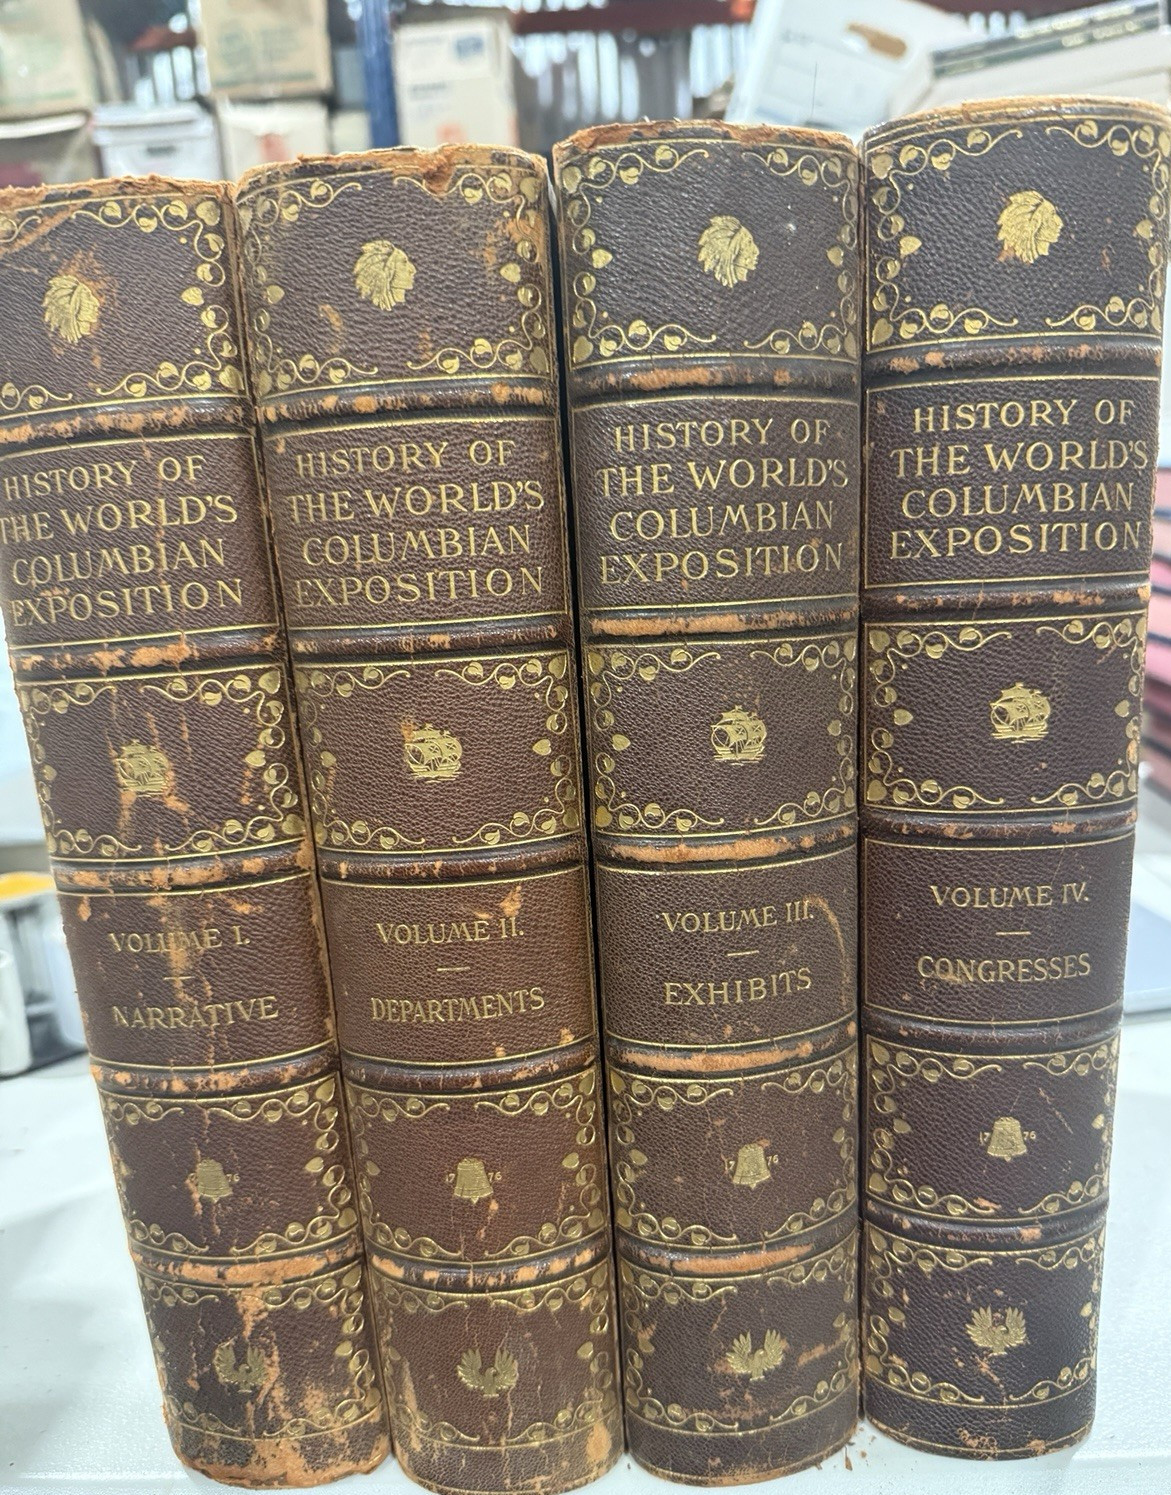 HISTORY OF
THE WORLD'S
COLUMBIAN
EXPOSITION
VOLUME I.
NARRATIVE
76
HISTORY OF
THE WORLD'S
COLUMBIAN
EXPOSITION
VOLUME II.
DEPARTMENTS
17 76
HISTORY OF
THE WORLD'S
COLUMBIAN
EXPOSITION
VOLUME III.
EXHIBITS
17 76
HISTORY OF
THE WORLD'S
COLUMBIAN
EXPOSITION
VOLUME IV.
CONGRESSES
17 76